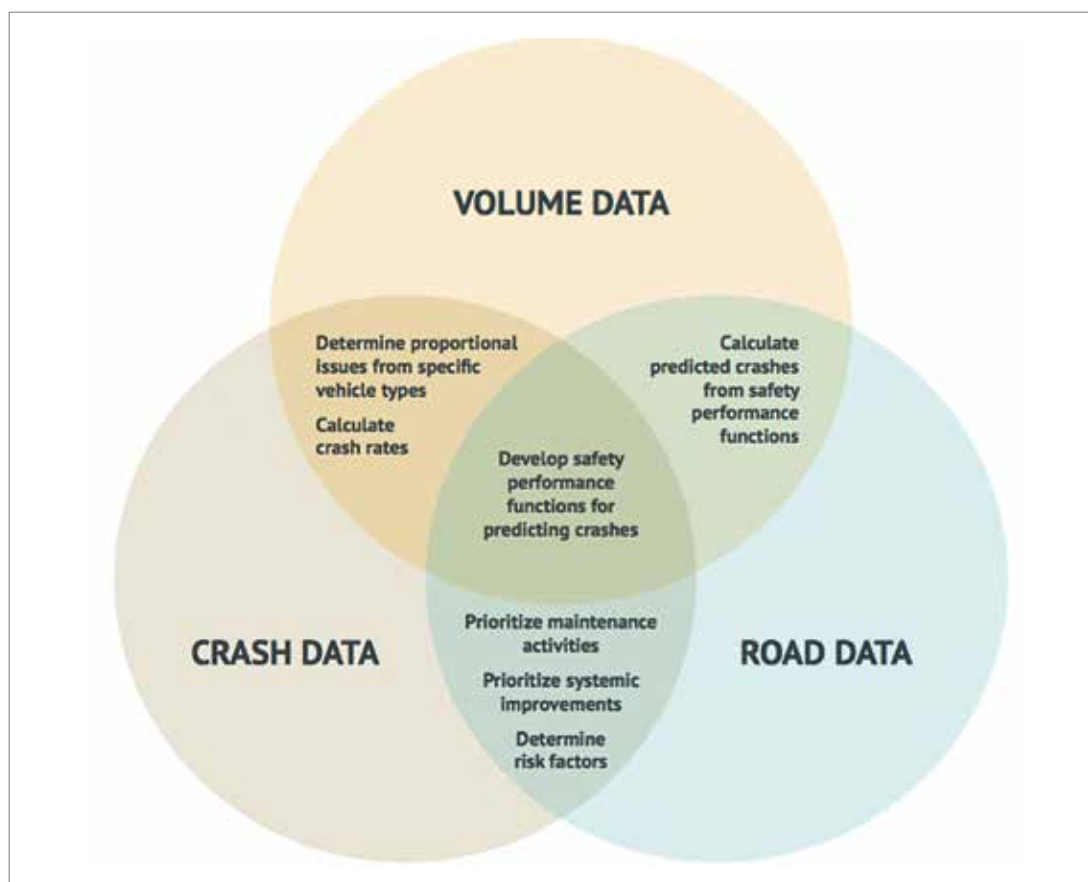 VOLUME DATA
Determine proportional
issues from specific
vehicle types
Calculate
crash rates
Calculate
predicted crashes
from safety
performance
functions
Develop safety
performance
functions for
predicting crashes
CRASH DATA
Prioritize maintenance
activities
Prioritize systemic
improvements
Determine
risk factors
ROAD DATA